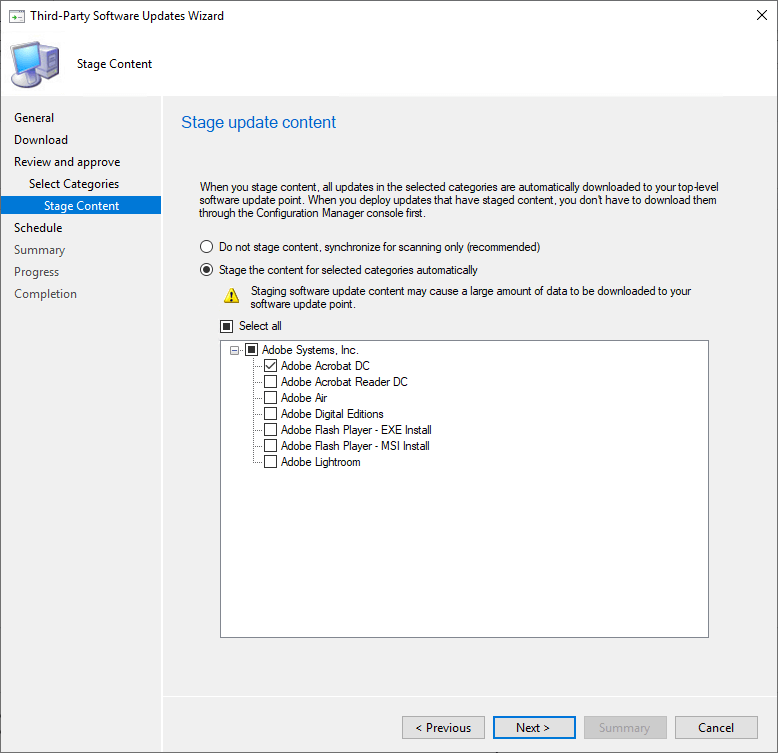 Third-Party Software Updates Wizard
Stage Content
General
Download
Review and approve
Select Categories
Stage Content
Schedule
Summary
Progress
Completion
Stage update content
When you stage content, all updates in the selected categories are automatically downloaded to your top-level
software update point. When you deploy updates that have staged content, you don't have to download them
through the Configuration Manager console first.
Do not stage content, synchronize for scanning only (recommended)
Stage the content for selected categories automatically
Staging software update content may cause a large amount of data to be downloaded to your
software update point.
Select all
Adobe Systems, Inc.
Adobe Acrobat DC
Adobe Acrobat Reader DC
Adobe Air
Adobe Digital Editions
Adobe Flash Player - EXE Install
Adobe Flash Player - MSI Install
Adobe Lightroom
< Previous
Next >
Summary
Cancel